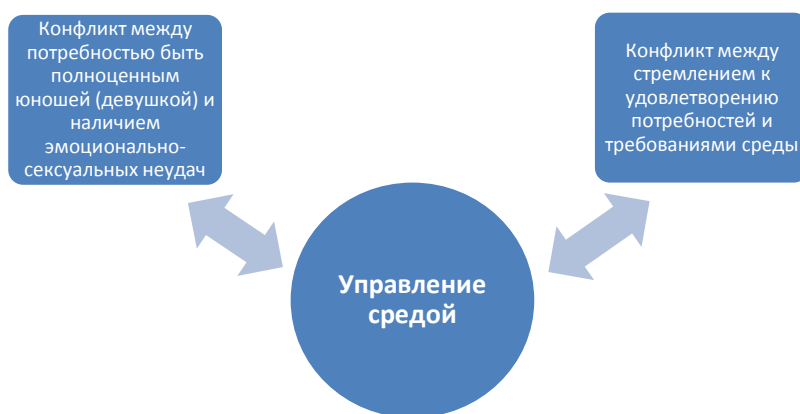 Конфликт между
потребностью быть
полноценным
юношей (девушкой) и
наличием
эмоционально-
сексуальных неудач
Конфликт между
стремлением к
удовлетворению
потребностей и
требованиями среды
Управление
средой